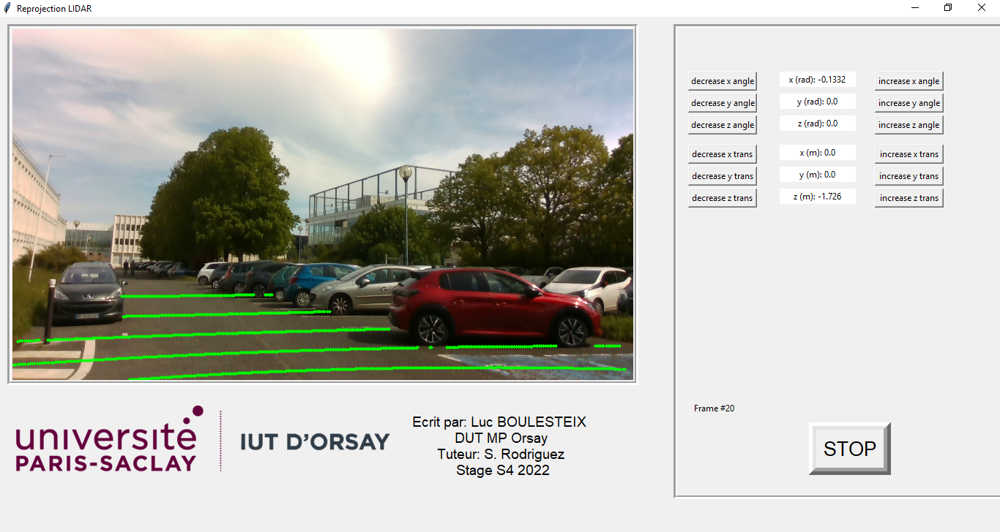 Reprojection LIDAR
decrease x angle
x (rad): -0.1332
increase x angle
decrease y angle
y (rad): 0.0
increase y angle
decrease z angle
z (rad): 0.0
increase z angle
decrease x trans
x (m): 0.0
increase x trans
decrease y trans
y (m): 0.0
increase y trans
decrease z trans
z (m): -1.726
increase z trans
Frame #20
STOP
université
PARIS-SACLAY
IUT D'ORSAY
Ecrit par: Luc BOULESTEIX
DUT MP Orsay
Tuteur: S. Rodriguez
Stage S4 2022